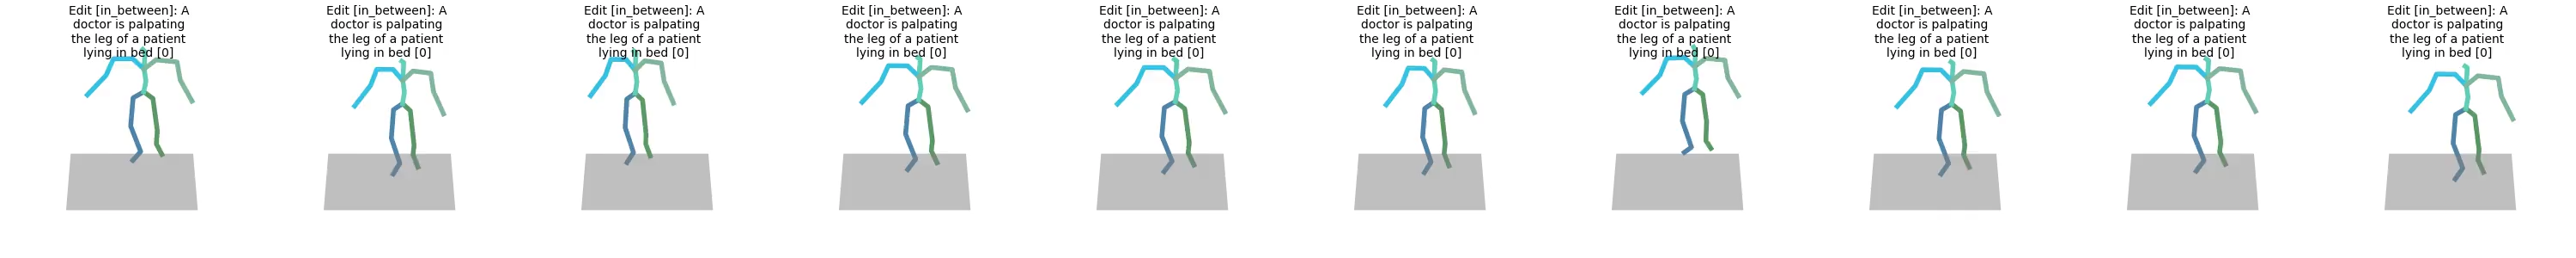 Edit [in_between]: A
doctor is palpating
the leg of a patient
lying in bed [0]
Edit [in_between]: A
doctor is palpating
the leg of a patient
lying in bed [0]
Edit [in_between]: A
doctor is palpating
the leg of a patient
lying in bed [0]
Edit [in_between]: A
doctor is palpating
the leg of a patient
lying in bed [0]
Edit [in_between]: A
doctor is palpating
the leg of a patient
lying in bed [0]
Edit [in_between]: A
doctor is palpating
the leg of a patient
lying in bed [0]
Edit [in_between]: A
doctor is palpating
the leg of a patient
lying in bed [0]
Edit [in_between]: A
doctor is palpating
the leg of a patient
lying in bed [0]
Edit [in_between]: A
doctor is palpating
the leg of a patient
lying in bed [0]
Edit [in_between]: A
doctor is palpating
the leg of a patient
lying in bed [0]